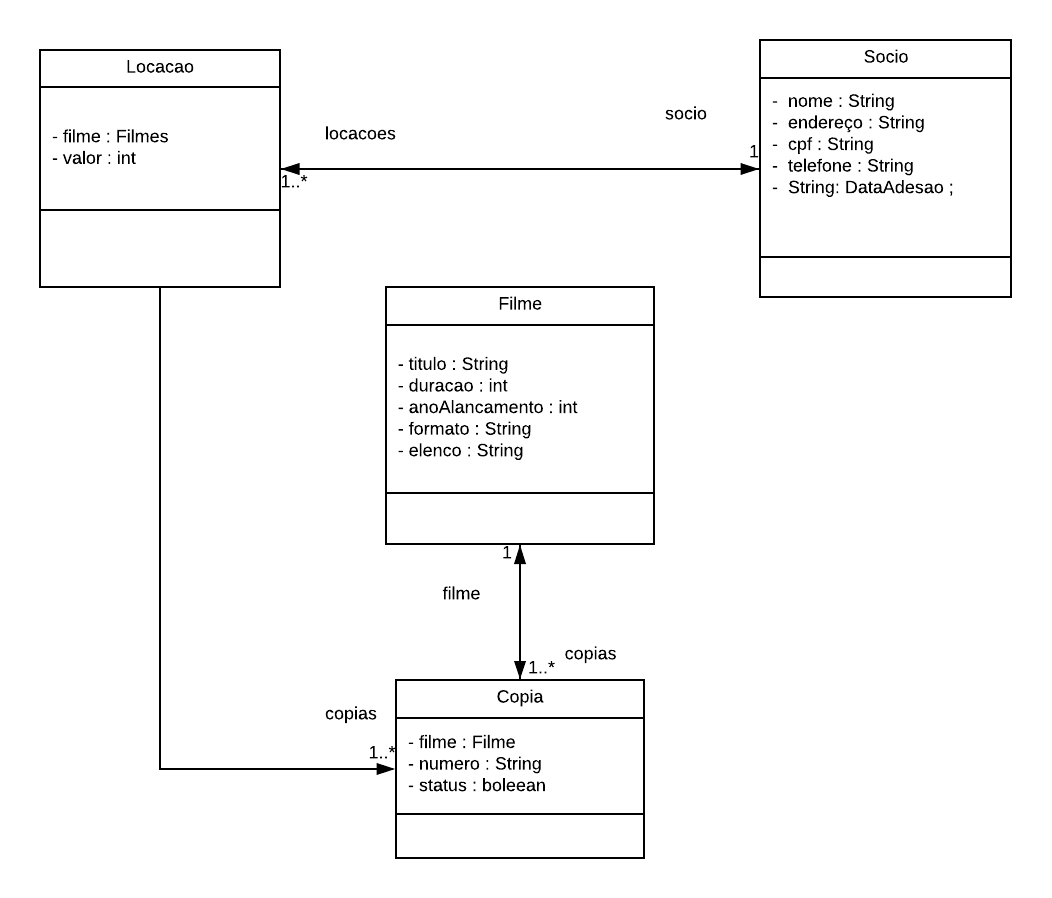 Locacao
- filme : Filmes
- valor : int
locacoes
1..*
socio
1
Socio
- nome : String
- endereço : String
- cpf : String
- telefone : String
- String: DataAdesao ;
Filme
- titulo : String
- duracao : int
- anoAlancamento : int
- formato : String
- elenco : String
1
filme
copias
1..*
copias
1..*
Copia
- filme : Filme
- numero : String
- status : boleean